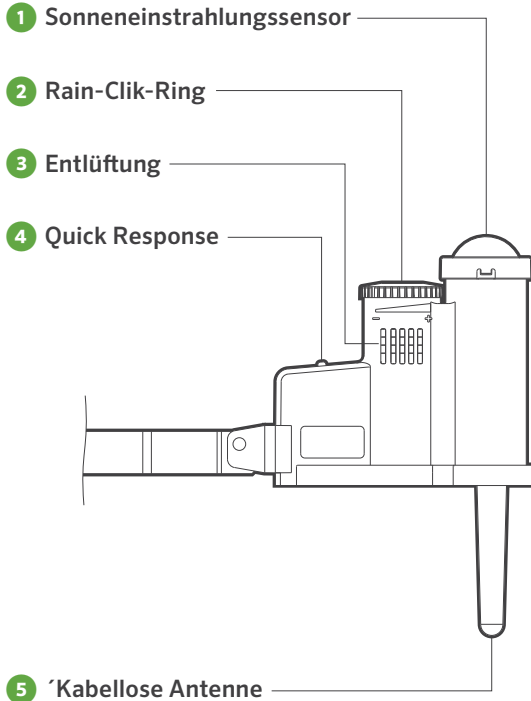 1 Sonneneinstrahlungssensor
2 Rain-Clik-Ring
3 Entlüftung
4 Quick Response
- +
5 ´Kabellose Antenne